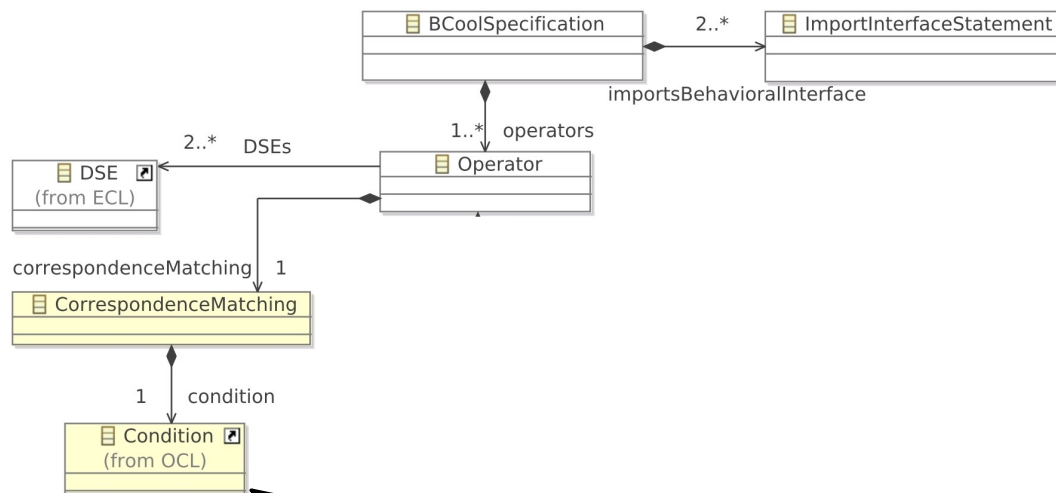 BCoolSpecification
2..*
ImportInterfaceStatement
importsBehavioralInterface
1..*
operators
2..*
DSEs
Operator
DSE
(from ECL)
correspondenceMatching
1
CorrespondenceMatching
1
condition
Condition
(from OCL)